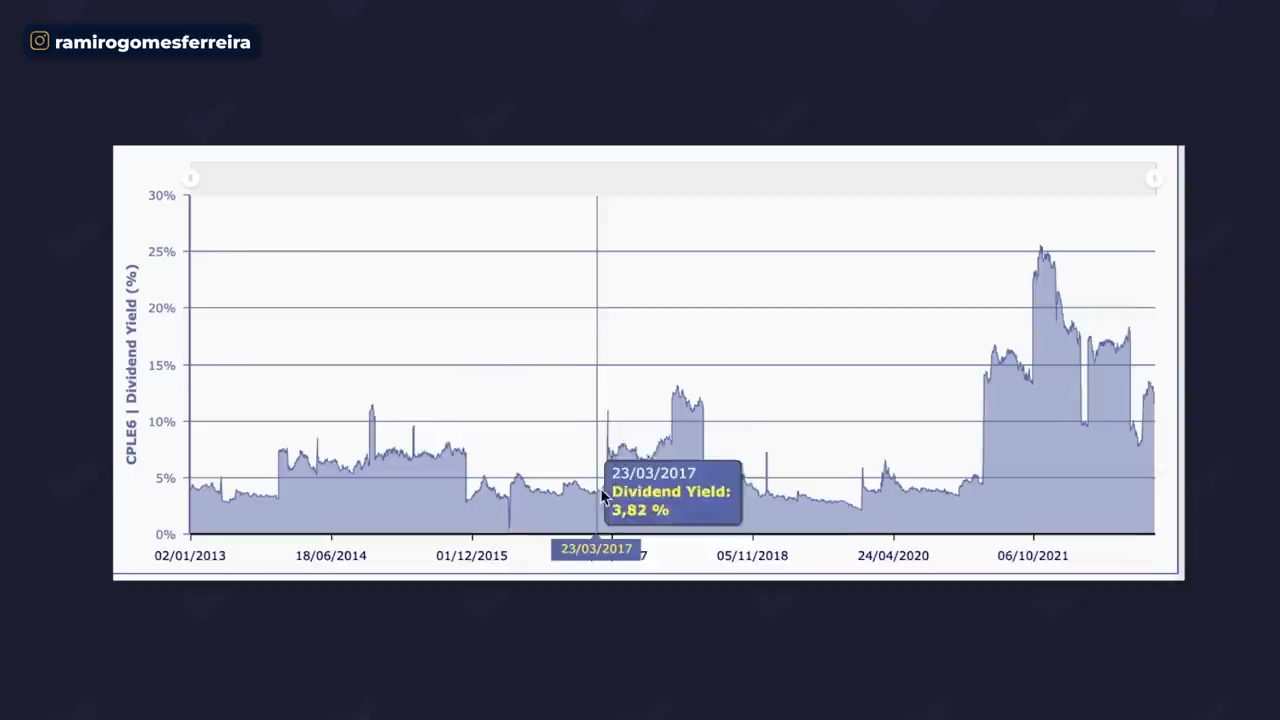 ramirogomesferreira
CPLE6 | Dividend Yield (%)
30%
25%
20%
15%
10%
5%
0%
23/03/2017
Dividend Yield:
3,82 %
02/01/2013 18/06/2014 01/12/2015 23/03/2017 7 05/11/2018 24/04/2020 06/10/2021